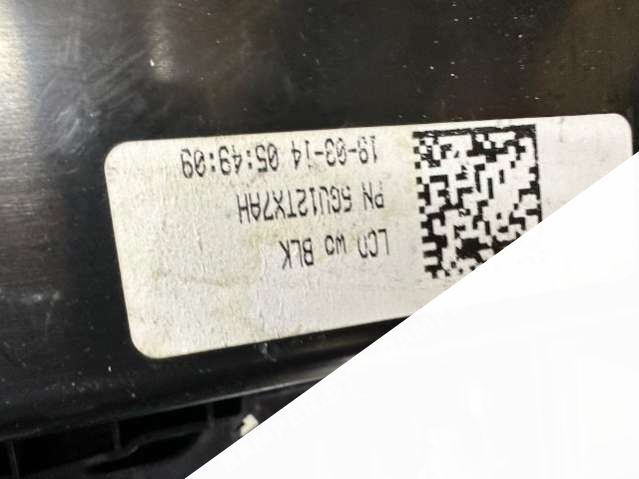 LCD wo BLK
PN 5GU12TX7AH
19-03-14 05:49:09